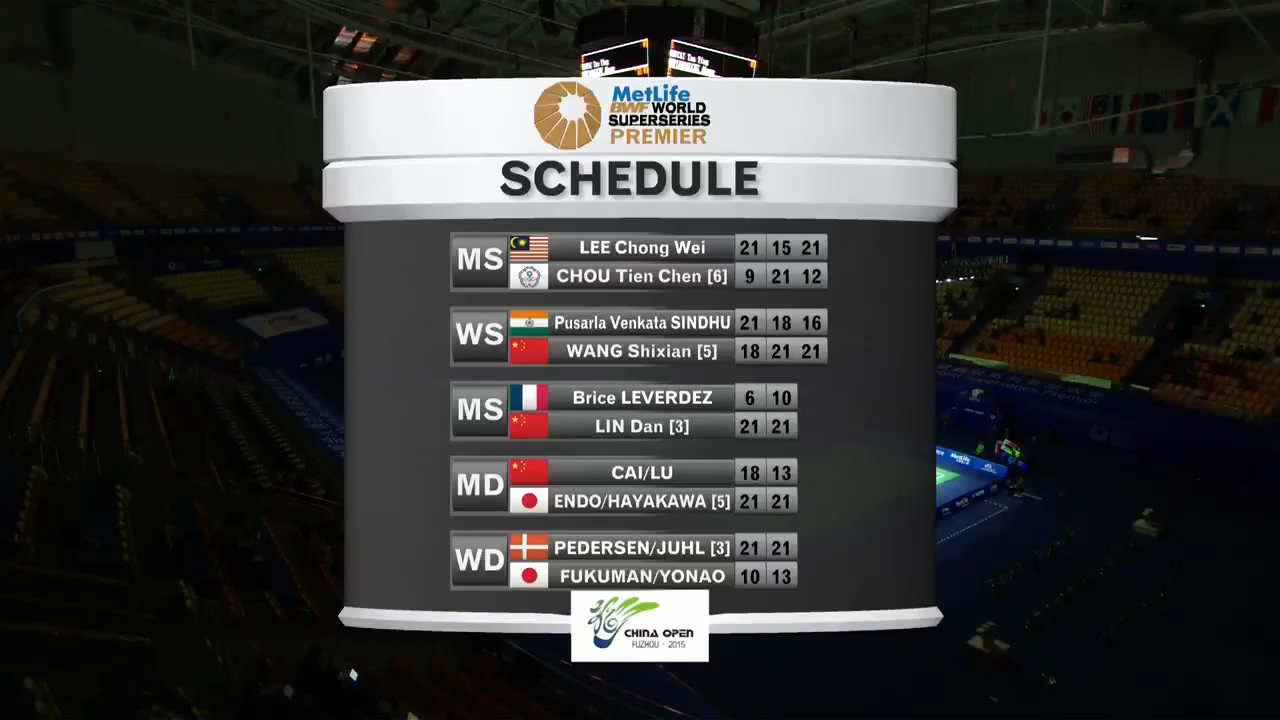 MetLife
BWF WORLD
SUPERSERIES
PREMIER
SCHEDULE
MS
LEE Chong Wei 21 15 21
CHOU Tien Chen [6] 9 21 12
WS
Pusarla Venkata SINDHU 21 18 16
WANG Shixian [5] 18 21 21
MS
Brice LEVERDEZ 6 10
LIN Dan [3] 21 21
MD
CAI/LU 18 13
ENDO/HAYAKAWA [5] 21 21
WD
PEDERSEN/JUHL [3] 21 21
FUKUMAN/YONAO 10 13
CHINA OPEN
FUZHOU · 2015